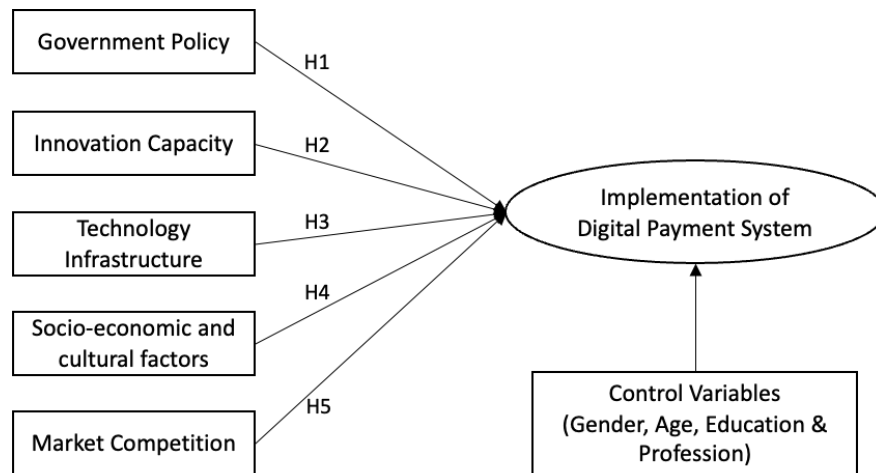 Government Policy
H1
Innovation Capacity
H2
Technology
Infrastructure
H3
Socio-economic and
cultural factors
H4
Market Competition
H5
Implementation of
Digital Payment System
Control Variables
(Gender, Age, Education &
Profession)